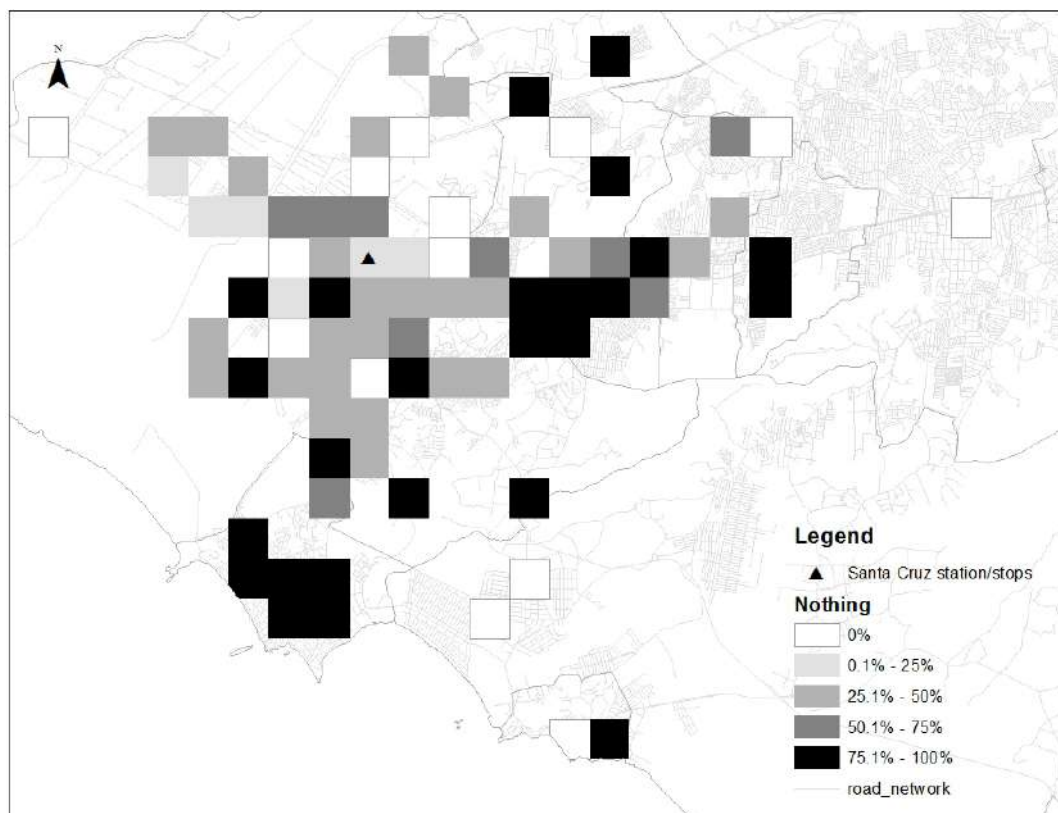 N
Legend
Santa Cruz station/stops
Nothing
0%
0.1% - 25%
25.1% - 50%
50.1% - 75%
75.1% - 100%
road_network